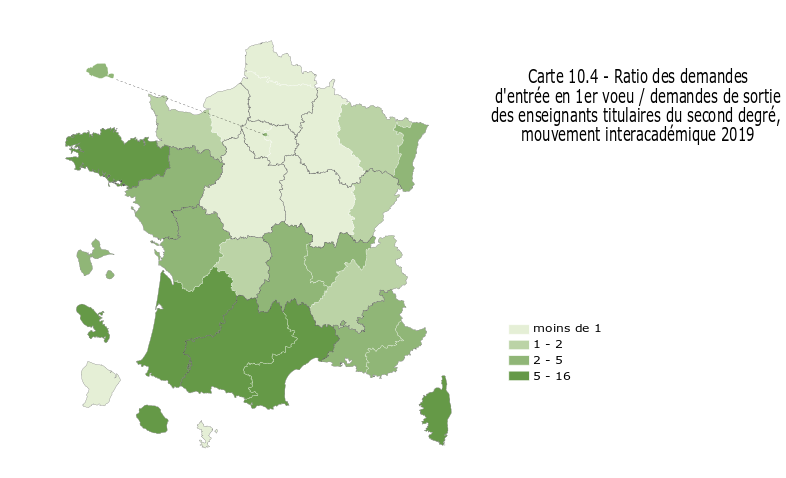 Carte 10.4 - Ratio des demandes
d'entrée en 1er voeu / demandes de sortie
des enseignants titulaires du second degré,
mouvement interacadémique 2019
moins de 1
1 - 2
2 - 5
5 - 16